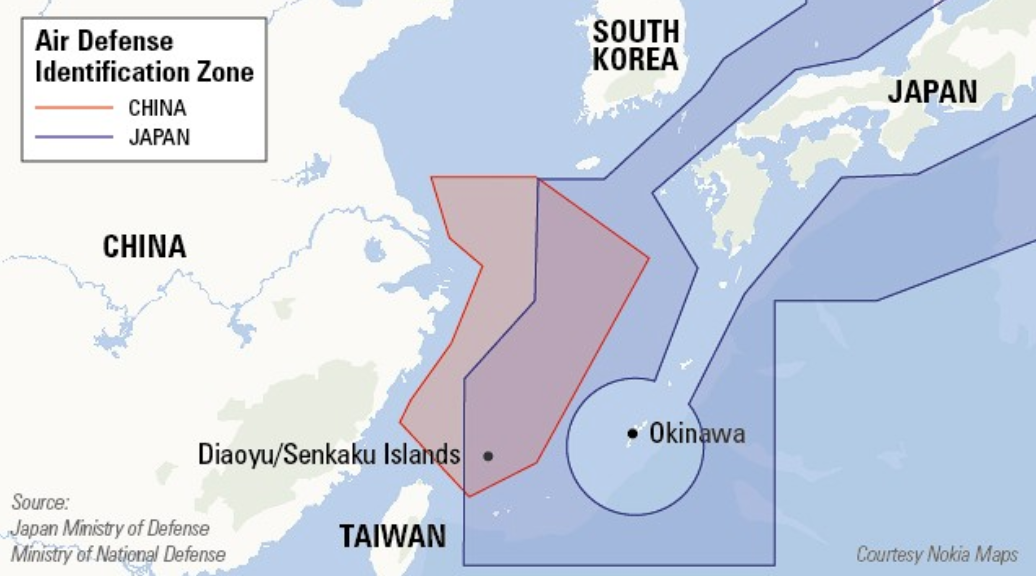 Air Defense
Identification Zone
CHINA
JAPAN
SOUTH
KOREA
JAPAN
CHINA
Okinawa
Diaoyu/Senkaku Islands
TAIWAN
Source:
Japan Ministry of Defense
Ministry of National Defense
Courtesy Nokia Maps